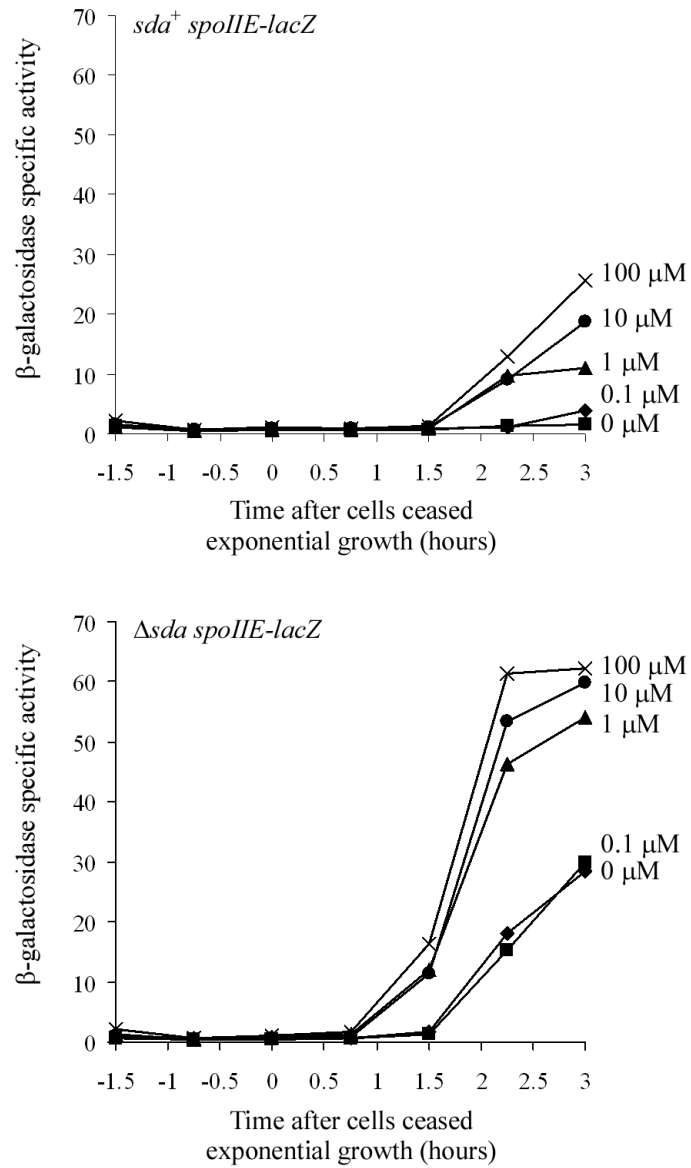 sda+ spoIIE-lacZ
β-galactosidase specific activity
70
60
50
40
30
20
10
0
100 μM
10 μM
1 μM
0.1 μM
0 μM
-1.5 -1 -0.5 0 0.5 1 1.5 2 2.5 3
Time after cells ceased
exponential growth (hours)
Δsda spoIIE-lacZ
β-galactosidase specific activity
70
60
50
40
30
20
10
0
100 μM
10 μM
1 μM
0.1 μM
0 μM
-1.5 -1 -0.5 0 0.5 1 1.5 2 2.5 3
Time after cells ceased
exponential growth (hours)